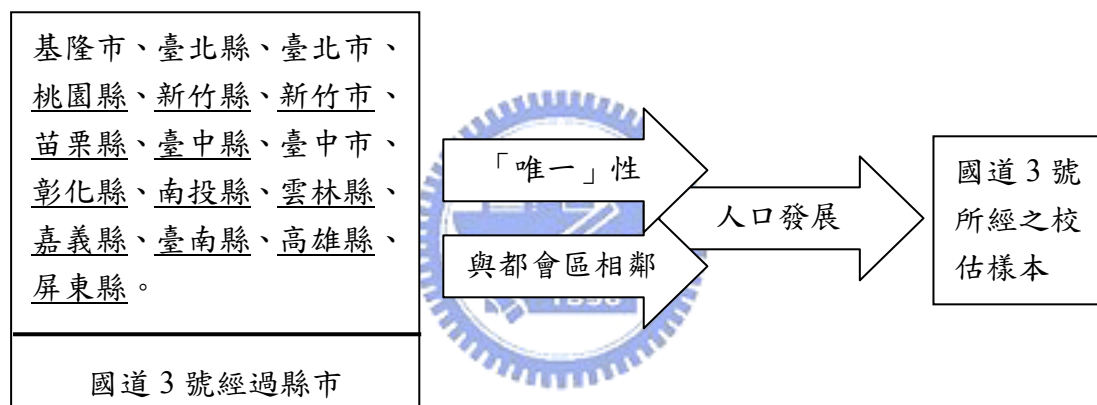 基隆市、臺北縣、臺北市、
桃園縣、新竹縣、新竹市、
苗栗縣、臺中縣、臺中市、
彰化縣、南投縣、雲林縣、
嘉義縣、臺南縣、高雄縣、
屏東縣。
國道 3 號經過縣市
「唯一」性
與都會區相鄰
人口發展
國道 3 號
所經之校
估樣本